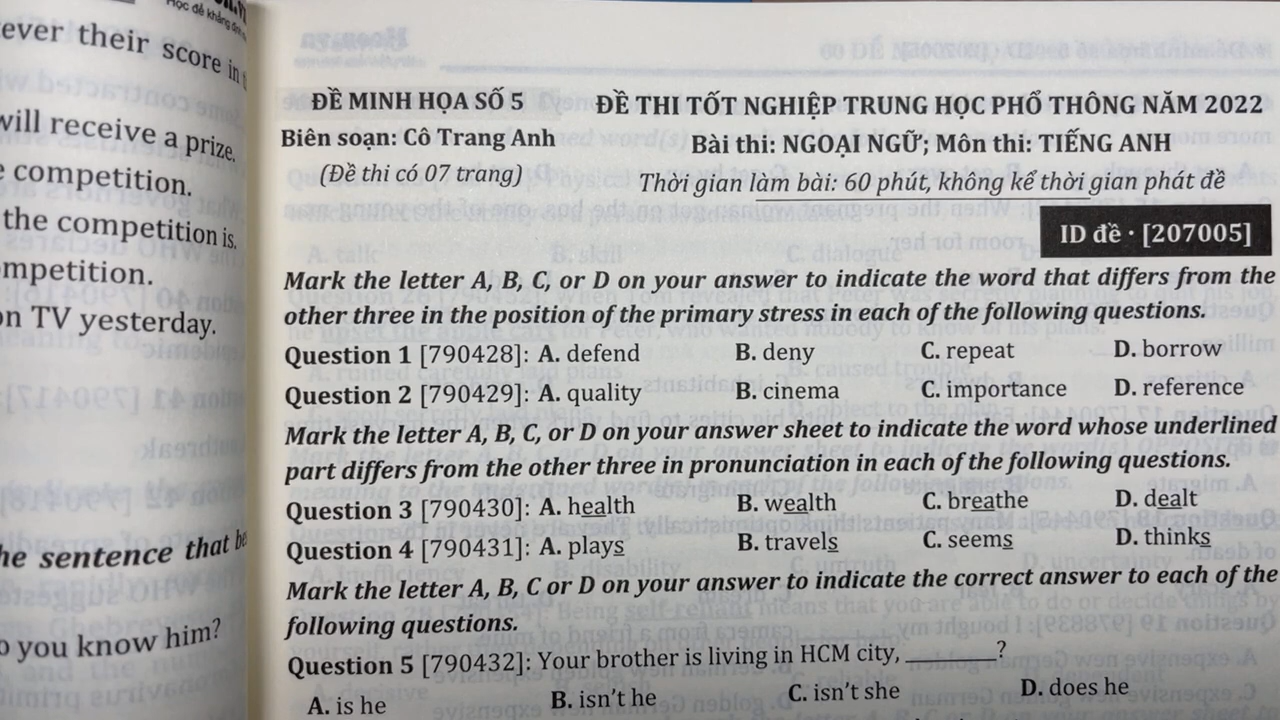 Học để khẳng định
ever their score in
will receive a prize.
competition.
the competition is.
mpetition.
on TV yesterday.
he sentence that be
o you know him?
ĐỀ MINH HỌA SỐ 5
ĐỀ THI TỐT NGHIỆP TRUNG HỌC PHỔ THÔNG NĂM 2022
Biên soạn: Cô Trang Anh
Bài thi: NGOẠI NGỮ; Môn thi: TIẾNG ANH
(Đề thi có 07 trang)
Thời gian làm bài: 60 phút, không kể thời gian phát đề
ID đề · [207005]
Mark the letter A, B, C, or D on your answer to indicate the word that differs from the
other three in the position of the primary stress in each of the following questions.
Question 1 [790428]: A. defend B. deny C. repeat D. borrow
Question 2 [790429]: A. quality B. cinema C. importance D. reference
Mark the letter A, B, C, or D on your answer sheet to indicate the word whose underlined
part differs from the other three in pronunciation in each of the following questions.
Question 3 [790430]: A. health B. wealth C. breathe D. dealt
Question 4 [790431]: A. plays B. travels C. seems D. thinks
Mark the letter A, B, C, or D on your answer to indicate the correct answer to each of the
following questions.
Question 5 [790432]: Your brother is living in HCM city, ________?
A. is he B. isn't he C. isn't she D. does he